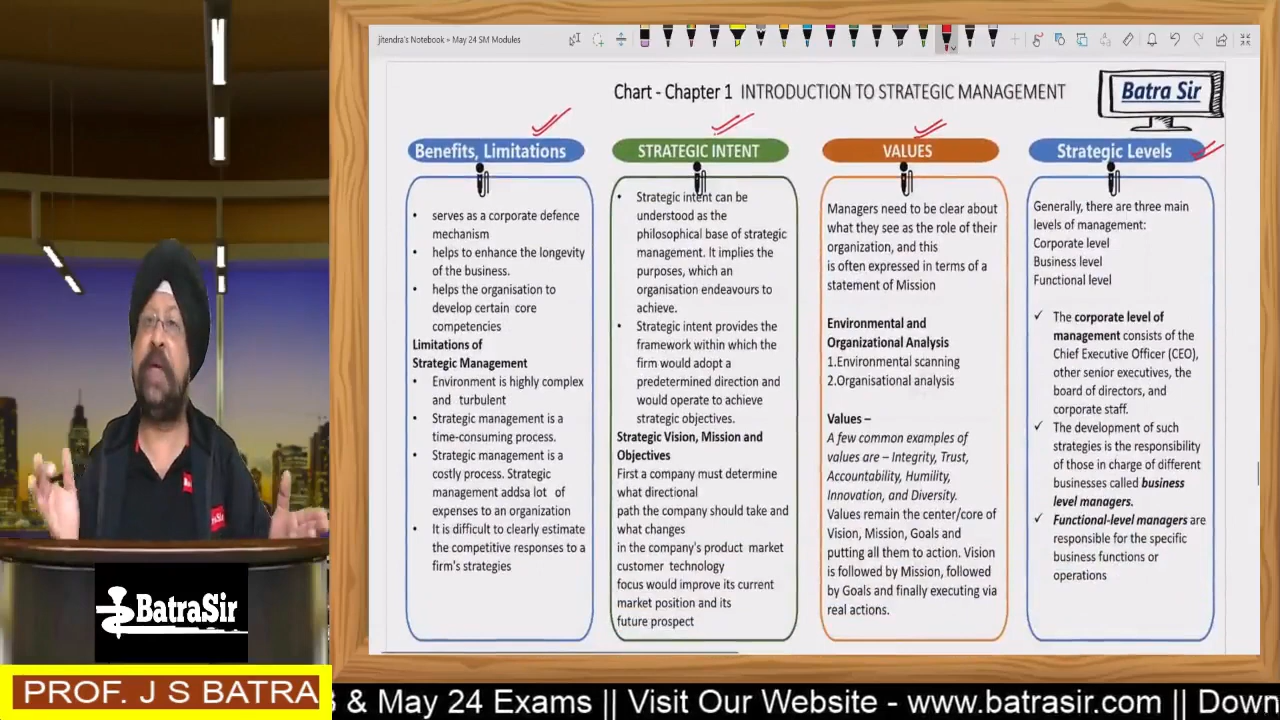 jitendra's Notebook » May 24 SM Modules
Chart - Chapter 1 INTRODUCTION TO STRATEGIC MANAGEMENT
Batra Sir
Benefits, Limitations
serves as a corporate defence
mechanism
helps to enhance the longevity
of the business.
helps the organisation to
develop certain core
competencies
Limitations of
Strategic Management
Environment is highly complex
and turbulent
Strategic management is a
time-consuming process.
Strategic management is a
costly process. Strategic
management addsa lot of
expenses to an organization
It is difficult to clearly estimate
the competitive responses to a
firm's strategies
STRATEGIC INTENT
Strategic intent can be
understood as the
philosophical base of strategic
management. It implies the
purposes, which an
organisation endeavours to
achieve.
Strategic intent provides the
framework within which the
firm would adopt a
predetermined direction and
would operate to achieve
strategic objectives.
Strategic Vision, Mission and
Objectives
First a company must determine
what directional
path the company should take and
what changes
in the company's product market
customer technology
focus would improve its current
market position and its
future prospect
VALUES
Managers need to be clear about
what they see as the role of their
organization, and this
is often expressed in terms of a
statement of Mission
Environmental and
Organizational Analysis
1.Environmental scanning
2.Organisational analysis
Values –
A few common examples of
values are – Integrity, Trust,
Accountability, Humility,
Innovation, and Diversity.
Values remain the center/core of
Vision, Mission, Goals and
putting all them to action. Vision
is followed by Mission, followed
by Goals and finally executing via
real actions.
Strategic Levels
Generally, there are three main
levels of management:
Corporate level
Business level
Functional level
✓ The corporate level of
management consists of the
Chief Executive Officer (CEO),
other senior executives, the
board of directors, and
corporate staff.
✓ The development of such
strategies is the responsibility
of those in charge of different
businesses called business
level managers.
✓ Functional-level managers are
responsible for the specific
business functions or
operations
BatraSir
PROF. J S BATRA
& May 24 Exams || Visit Our Website - www.batrasir.com || Down